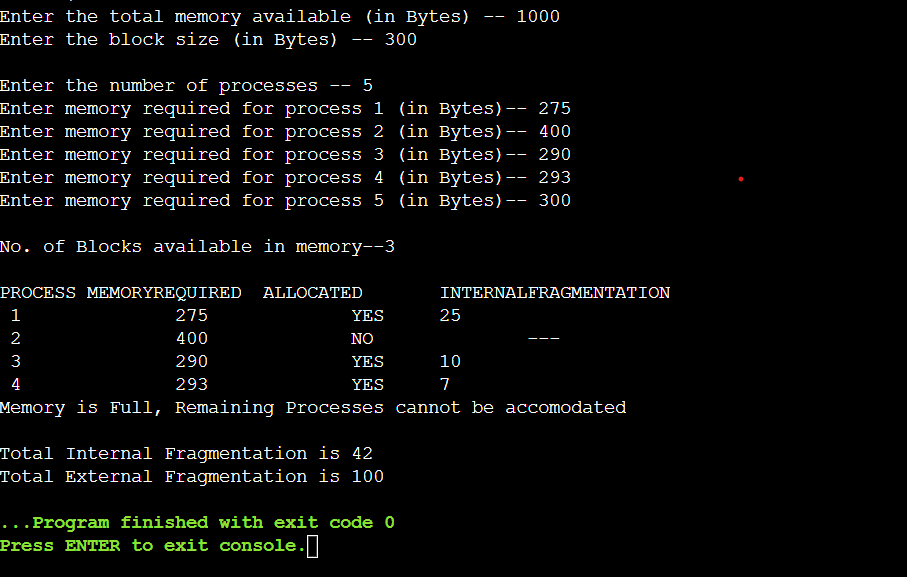 Enter the total memory available (in Bytes) -- 1000
Enter the block size (in Bytes) -- 300
Enter the number of processes -- 5
Enter memory required for process 1 (in Bytes)-- 275
Enter memory required for process 2 (in Bytes)-- 400
Enter memory required for process 3 (in Bytes)-- 290
Enter memory required for process 4 (in Bytes)-- 293
Enter memory required for process 5 (in Bytes)-- 300
No. of Blocks available in memory--3
PROCESS MEMORYREQUIRED ALLOCATED INTERNALFRAGMENTATION
1 275 YES 25
2 400 NO ---
3 290 YES 10
4 293 YES 7
Memory is Full, Remaining Processes cannot be accomodated
Total Internal Fragmentation is 42
Total External Fragmentation is 100
...Program finished with exit code 0
Press ENTER to exit console.